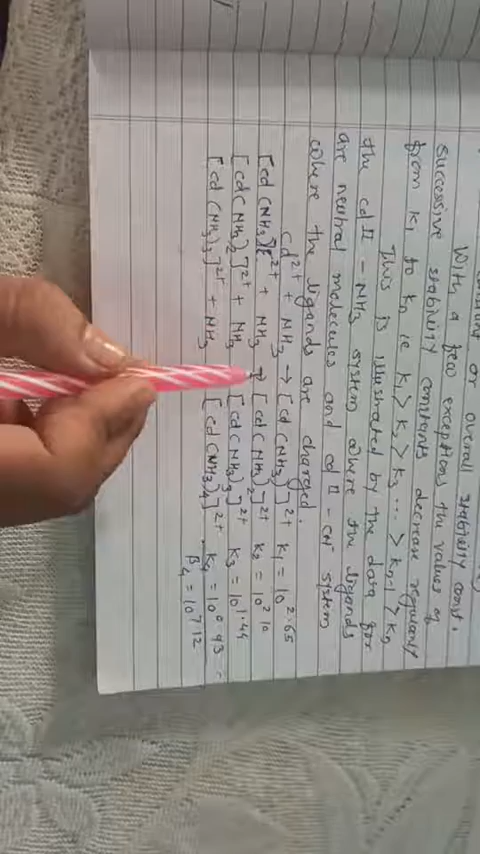 constant or overall stability const.
With a few exceptions the values of
successive stability constants decrease regularly
from K1 to Kn ie K1 > K2 > K3 ... > Kn-1 > Kn
This is illustrated by the data for
the cd II - NH3 system where the ligands
are neutral molecules and cd II - CN system
where the ligands are charged.
Cd2+ + NH3 → [cd (NH3)]2+ K1 = 10^2.65
[cd (NH3)]2+ + NH3 → [cd (NH3)2]2+ K2 = 10^2.10
[cd (NH3)2]2+ + NH3 [cd (NH3)3]2+ K3 = 10^1.44
[cd (NH3)3]2+ + NH3 [cd (NH3)4]2+ K4 = 10^0.93
β4 = 10^7.12